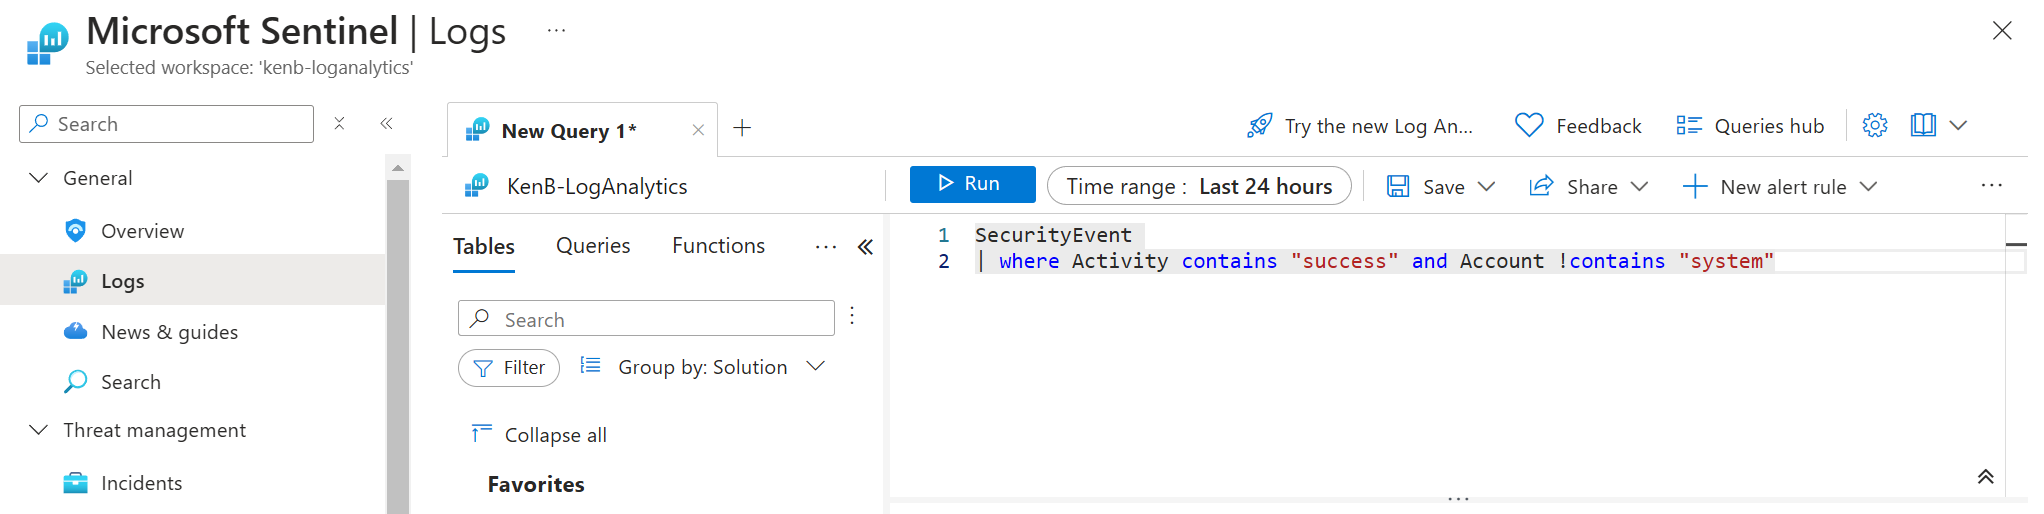 Microsoft Sentinel | Logs ...
Selected workspace: 'kenb-loganalytics'
Search
General
Overview
Logs
News & guides
Search
Threat management
Incidents
New Query 1*
Try the new Log An...
Feedback
Queries hub
KenB-LogAnalytics
Run
Time range : Last 24 hours
Save
Share
New alert rule
...
Tables
Queries
Functions
...
Search
Filter
Group by: Solution
Collapse all
Favorites
1 SecurityEvent
2 | where Activity contains "success" and Account !contains "system"